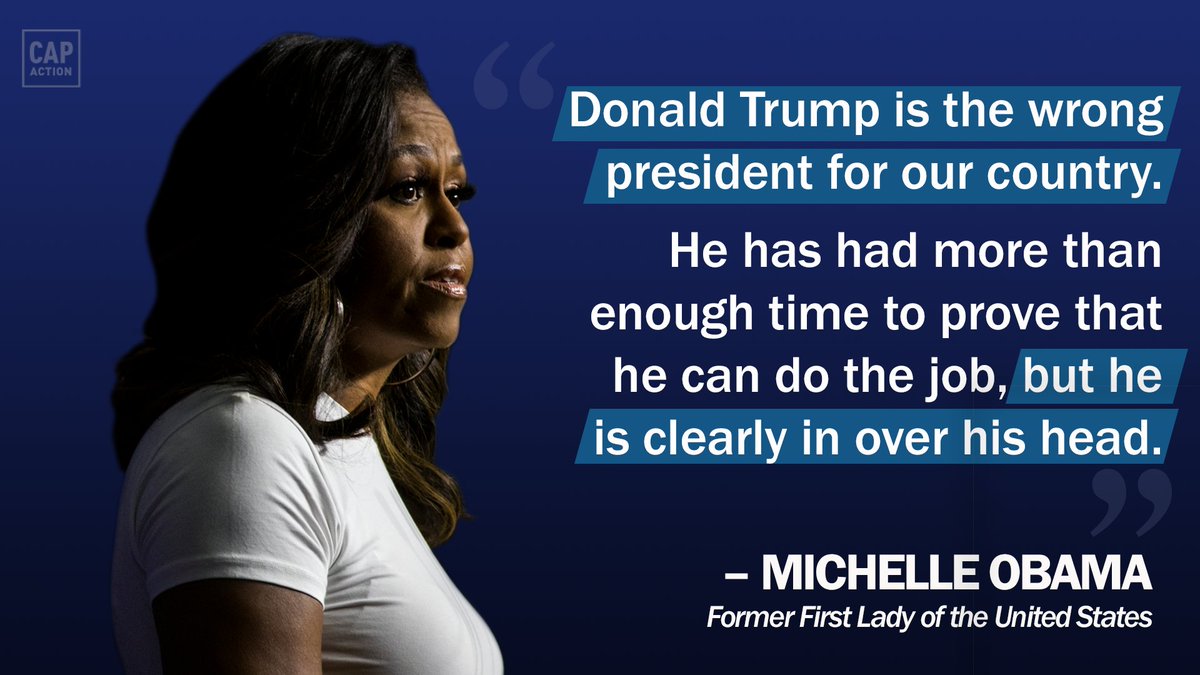 CAP
ACTION
“Donald Trump is the wrong
president for our country.
He has had more than
enough time to prove that
he can do the job, but he
is clearly in over his head.
”
– MICHELLE OBAMA
Former First Lady of the United States